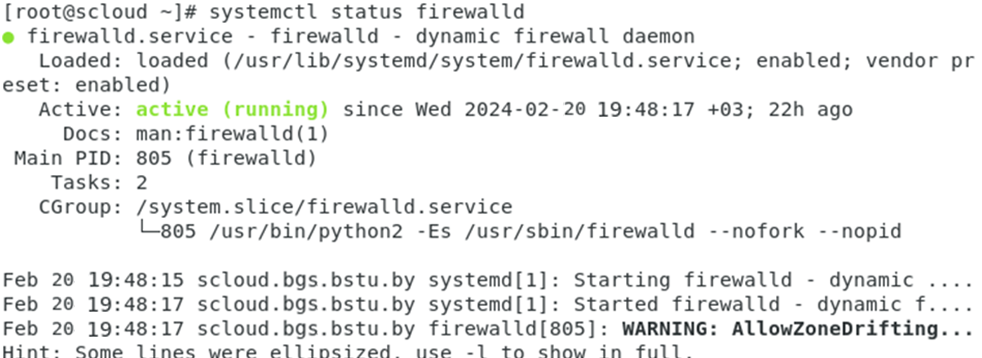 [root@scloud ~]# systemctl status firewalld
● firewalld.service - firewalld - dynamic firewall daemon
   Loaded: loaded (/usr/lib/systemd/system/firewalld.service; enabled; vendor pr
eset: enabled)
   Active: active (running) since Wed 2024-02-20 19:48:17 +03; 22h ago
     Docs: man:firewalld(1)
 Main PID: 805 (firewalld)
    Tasks: 2
   CGroup: /system.slice/firewalld.service
           └─805 /usr/bin/python2 -Es /usr/sbin/firewalld --nofork --nopid
Feb 20 19:48:15 scloud.bgs.bstu.by systemd[1]: Starting firewalld - dynamic ....
Feb 20 19:48:17 scloud.bgs.bstu.by systemd[1]: Started firewalld - dynamic f....
Feb 20 19:48:17 scloud.bgs.bstu.by firewalld[805]: WARNING: AllowZoneDrifting...
Hint: Some lines were ellipsized, use -l to show in full.